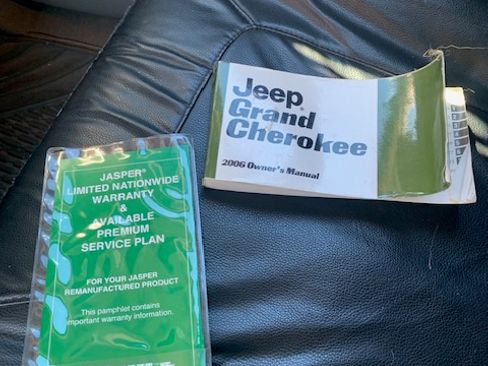 Jeep®
Grand
Cherokee
2006 Owner's Manual
JASPER®
LIMITED NATIONWIDE
WARRANTY
&
AVAILABLE
PREMIUM
SERVICE PLAN
FOR YOUR JASPER
REMANUFACTURED PRODUCT
This pamphlet contains
important warranty information.